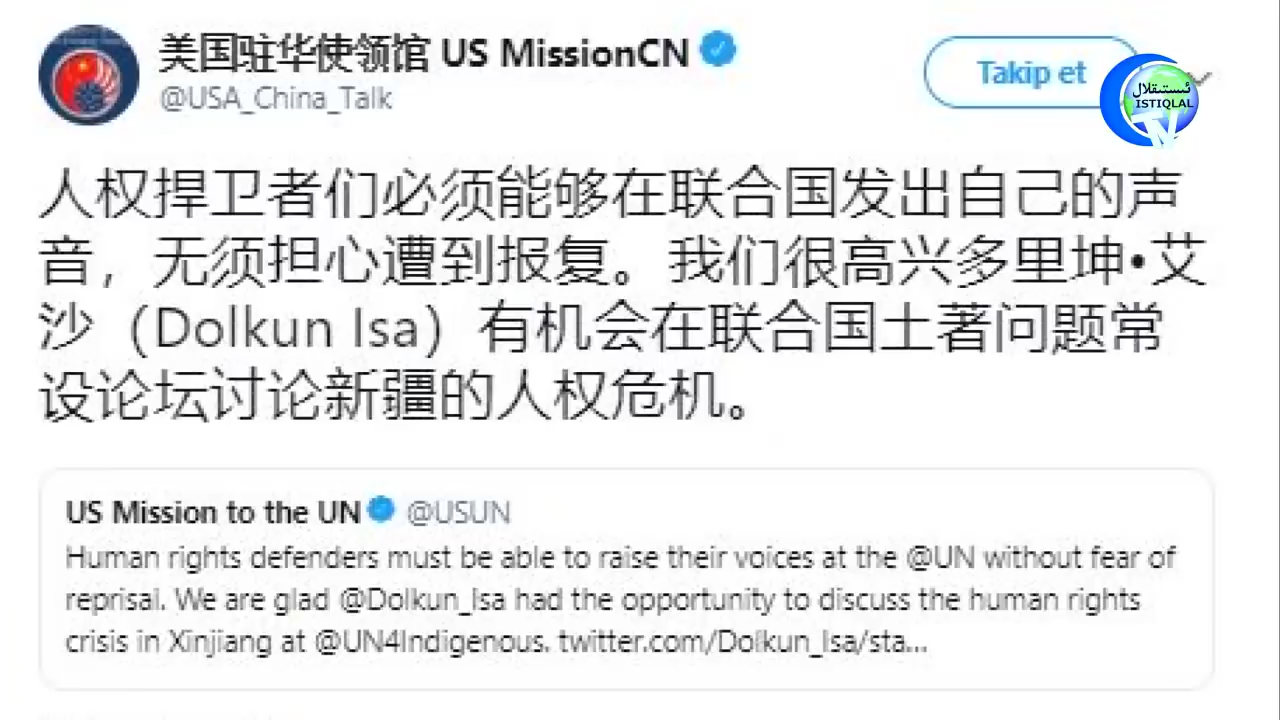 美国驻华使领馆 US MissionCN
@USA_China_Talk
Takip et
ئىستىقلال
ISTIQLAL
TV
人权捍卫者们必须能够在联合国发出自己的声
音，无须担心遭到报复。我们很高兴多里坤•艾
沙（Dolkun Isa）有机会在联合国土著问题常
设论坛讨论新疆的人权危机。
US Mission to the UN @USUN
Human rights defenders must be able to raise their voices at the @UN without fear of
reprisal. We are glad @Dolkun_Isa had the opportunity to discuss the human rights
crisis in Xinjiang at @UN4Indigenous. twitter.com/Dolkun_Isa/sta...